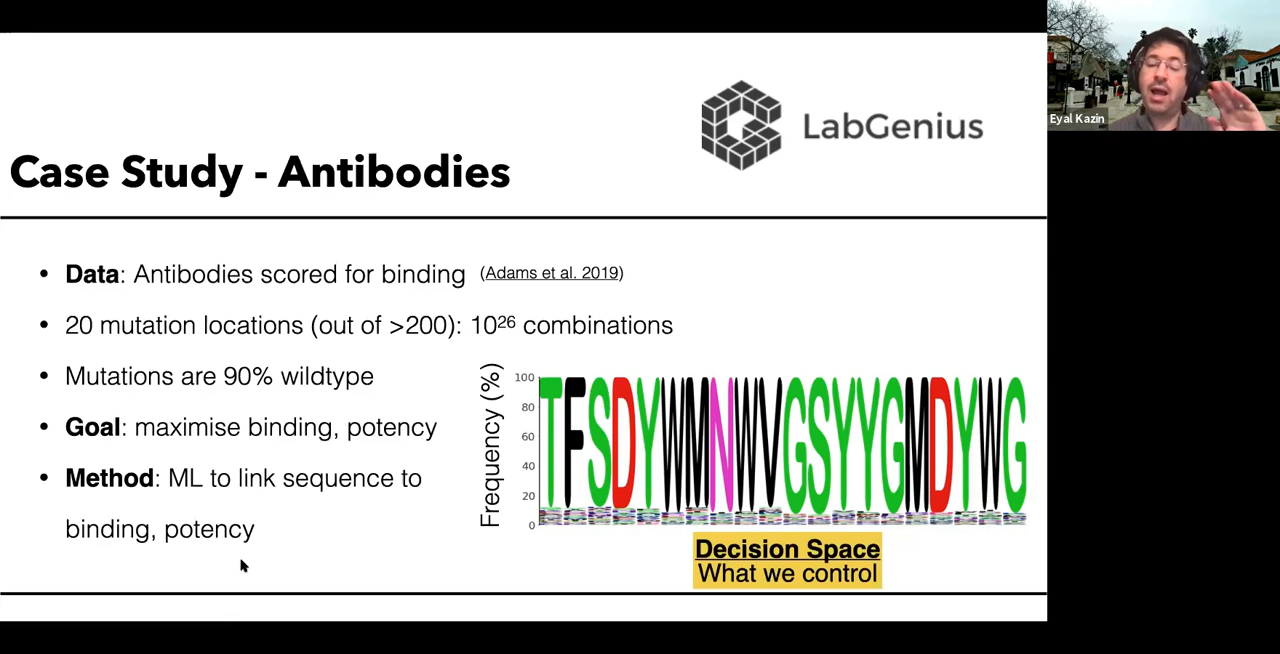 LabGenius
Eyal Kazin
Case Study - Antibodies
• Data: Antibodies scored for binding (Adams et al. 2019)
• 20 mutation locations (out of >200): 10²⁶ combinations
• Mutations are 90% wildtype
• Goal: maximise binding, potency
• Method: ML to link sequence to
binding, potency
Frequency (%)
100
80
60
40
20
0
TFSDYWMNWVGSYYGMDYWG
Decision Space
What we control